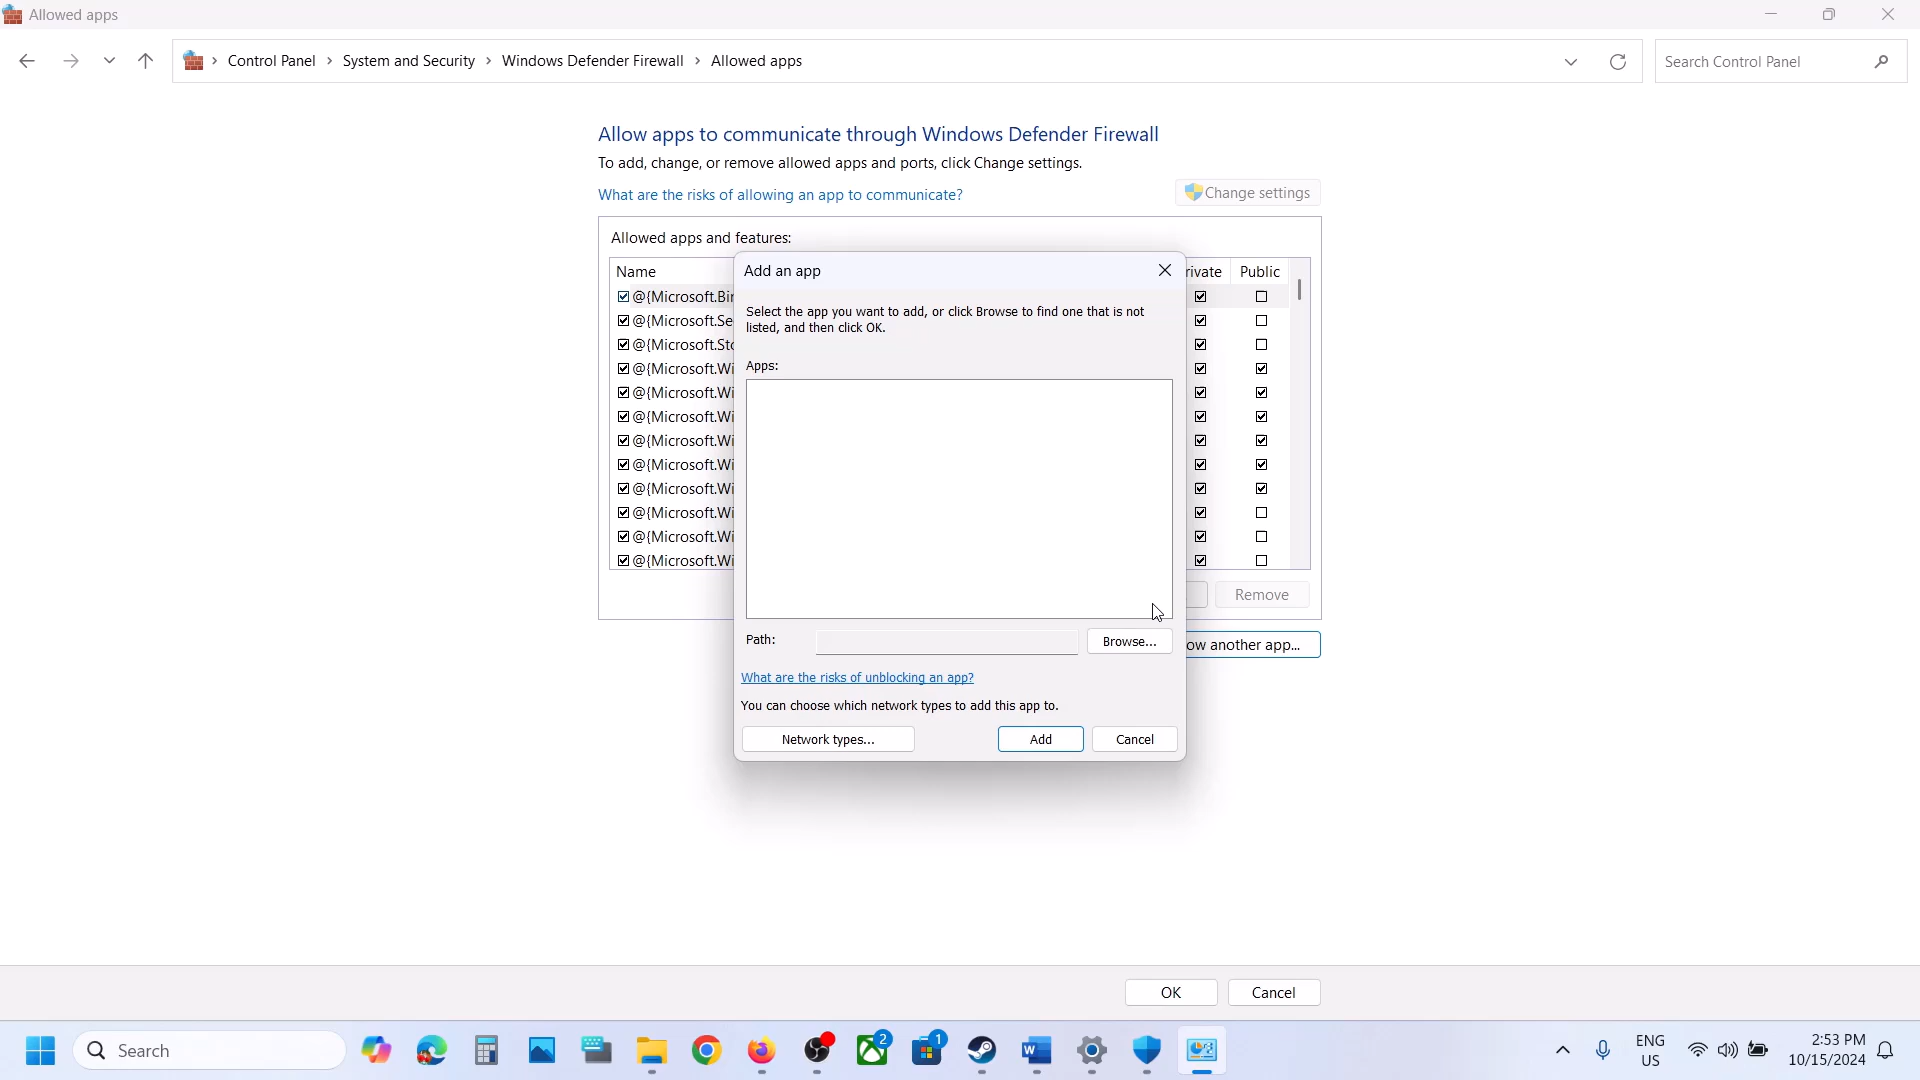 Allowed apps
Control Panel > System and Security > Windows Defender Firewall > Allowed apps
Search Control Panel
Allow apps to communicate through Windows Defender Firewall
To add, change, or remove allowed apps and ports, click Change settings.
What are the risks of allowing an app to communicate?
Change settings
Allowed apps and features:
Name
rivate Public
@{Microsoft.Bin
@{Microsoft.Se
@{Microsoft.Sto
@{Microsoft.Wi
@{Microsoft.Wi
@{Microsoft.Wi
@{Microsoft.Wi
@{Microsoft.Wi
@{Microsoft.Wi
@{Microsoft.Wi
@{Microsoft.Wi
@{Microsoft.Wi
Remove
ow another app...
Add an app
Select the app you want to add, or click Browse to find one that is not
listed, and then click OK.
Apps:
Path:
Browse...
What are the risks of unblocking an app?
You can choose which network types to add this app to.
Network types...
Add
Cancel
OK
Cancel
Search
2
1
ENG
US
2:53 PM
10/15/2024